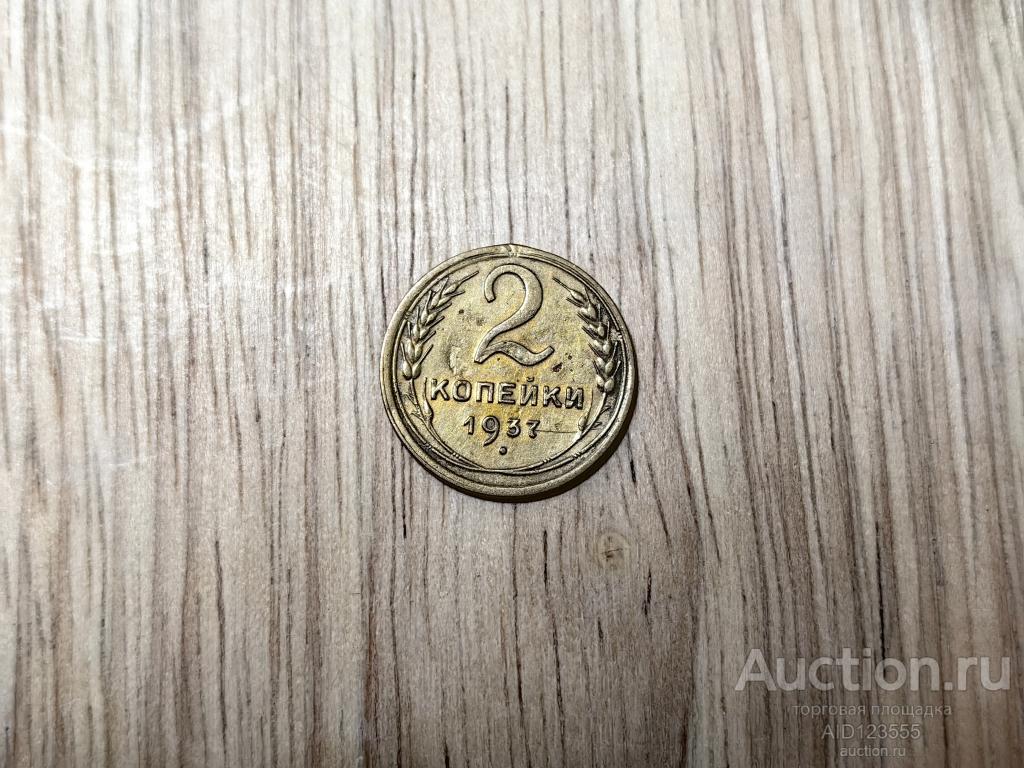 2
КОПЕЙКИ
1937
Auction.ru
торговая площадка
AID123555
auction.ru